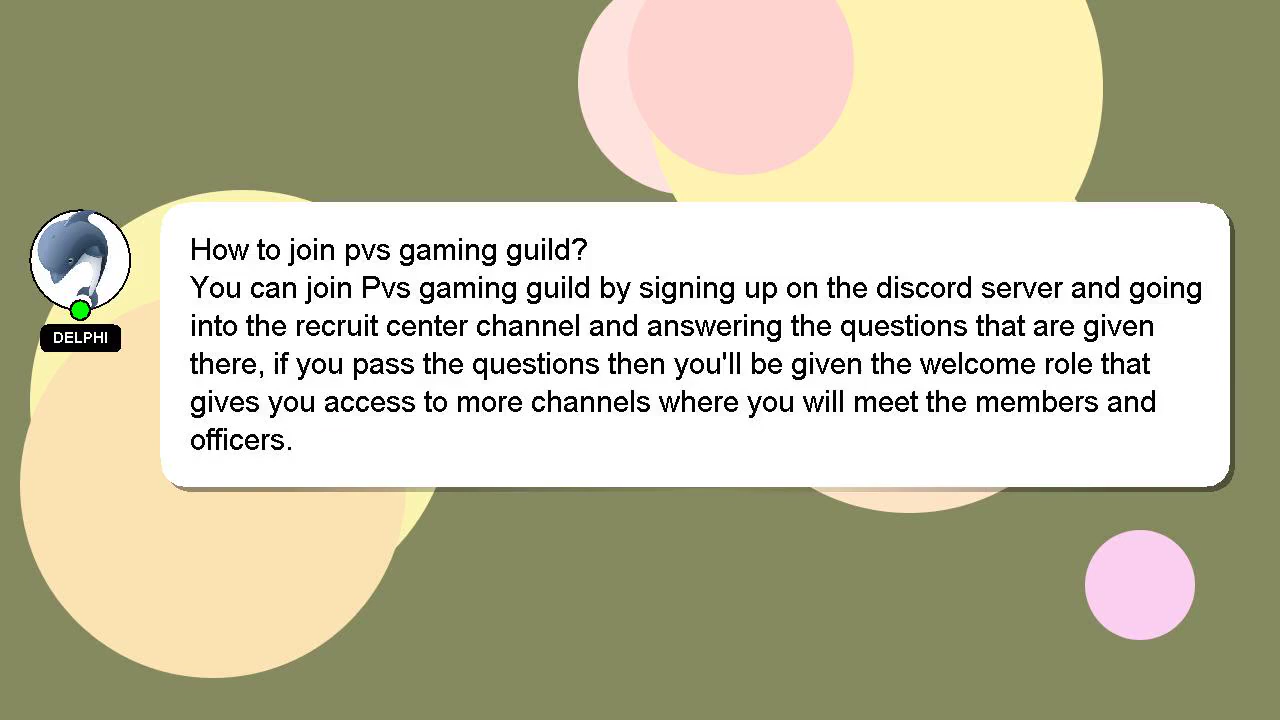 How to join pvs gaming guild?
You can join Pvs gaming guild by signing up on the discord server and going
into the recruit center channel and answering the questions that are given
there, if you pass the questions then you'll be given the welcome role that
gives you access to more channels where you will meet the members and
officers.
DELPHI